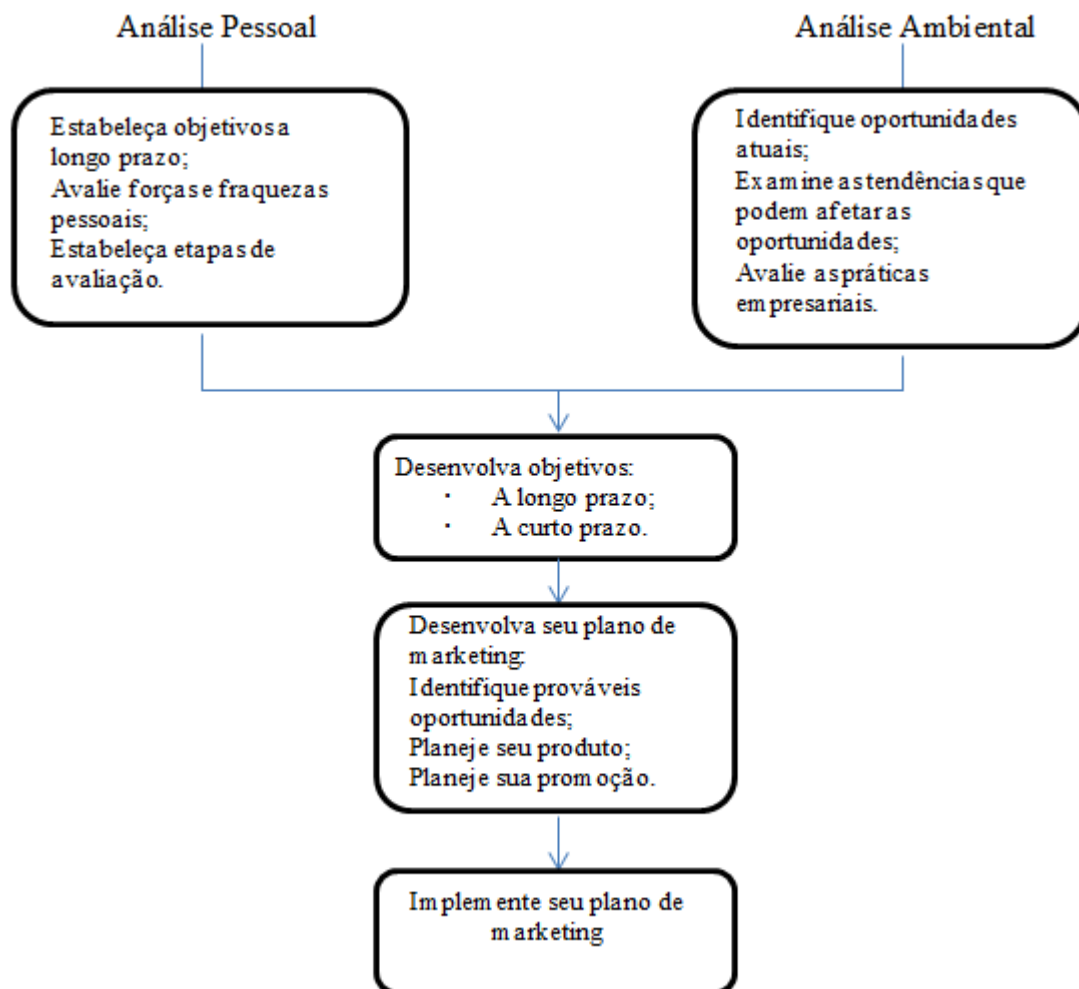 Análise Pessoal
Análise Ambiental
Estabeleça objetivos a
longo prazo;
Avalie forças e fraquezas
pessoais;
Estabeleça etapas de
avaliação.
Identifique oportunidades
atuais;
Examine as tendências que
podem afetar as
oportunidades;
Avalie as práticas
empresariais.
Desenvolva objetivos:
· A longo prazo;
· A curto prazo.
Desenvolva seu plano de
marketing:
Identifique prováveis
oportunidades;
Planeje seu produto;
Planeje sua promoção.
Implemente seu plano de
marketing